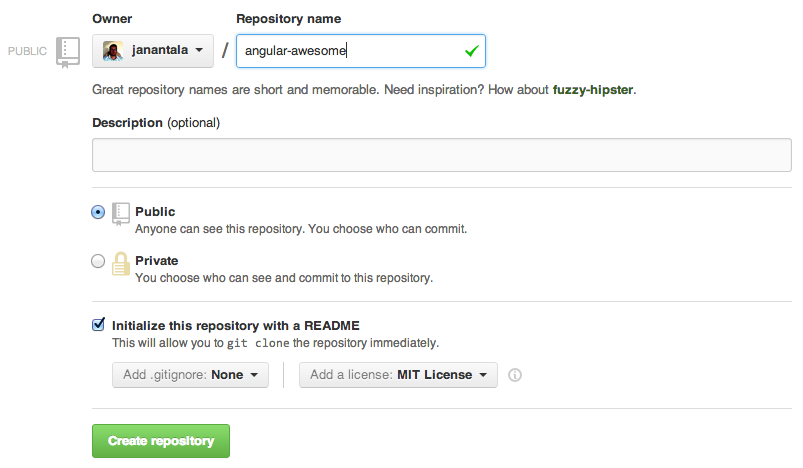 Owner Repository name
PUBLIC janantala / angular-awesome
Great repository names are short and memorable. Need inspiration? How about fuzzy-hipster.
Description (optional)
Public
Anyone can see this repository. You choose who can commit.
Private
You choose who can see and commit to this repository.
Initialize this repository with a README
This will allow you to git clone the repository immediately.
Add .gitignore: None Add a license: MIT License
Create repository